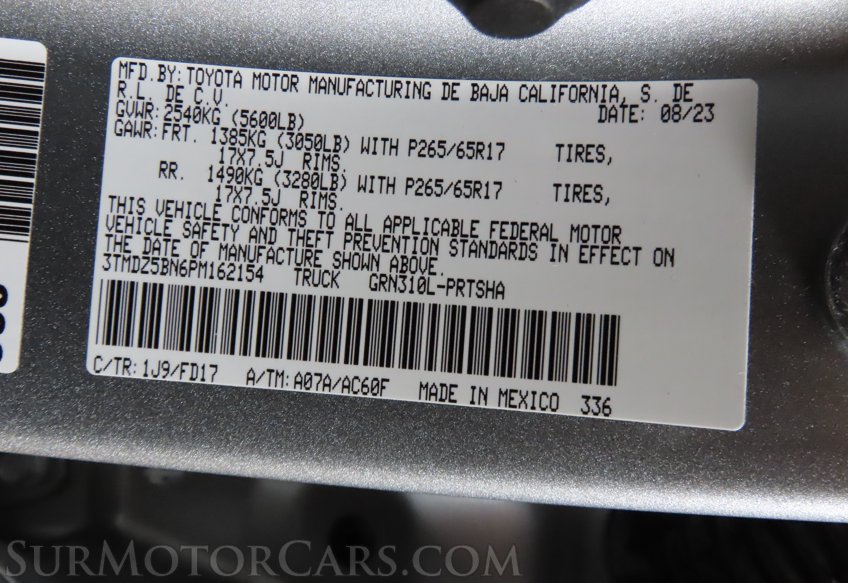 MFD.BY: TOYOTA MOTOR MANUFACTURING DE BAJA CALIFORNIA, S. DE
R.L. DE C.V. DATE: 08/23
GVWR: 2540KG (5600LB)
GAWR: FRT. 1385KG (3050LB) WITH P265/65R17 TIRES,
17X7.5J RIMS.
RR. 1490KG (3280LB) WITH P265/65R17 TIRES,
17X7.5J RIMS.
THIS VEHICLE CONFORMS TO ALL APPLICABLE FEDERAL MOTOR
VEHICLE SAFETY AND THEFT PREVENTION STANDARDS IN EFFECT ON
THE DATE OF MANUFACTURE SHOWN ABOVE.
3TMDZ5BN6PM162154 TRUCK GRN310L-PRTSHA
C/TR: 1J9/FD17 A/TM: A07A/AC60F MADE IN MEXICO 336
SURMOTORCARS.COM